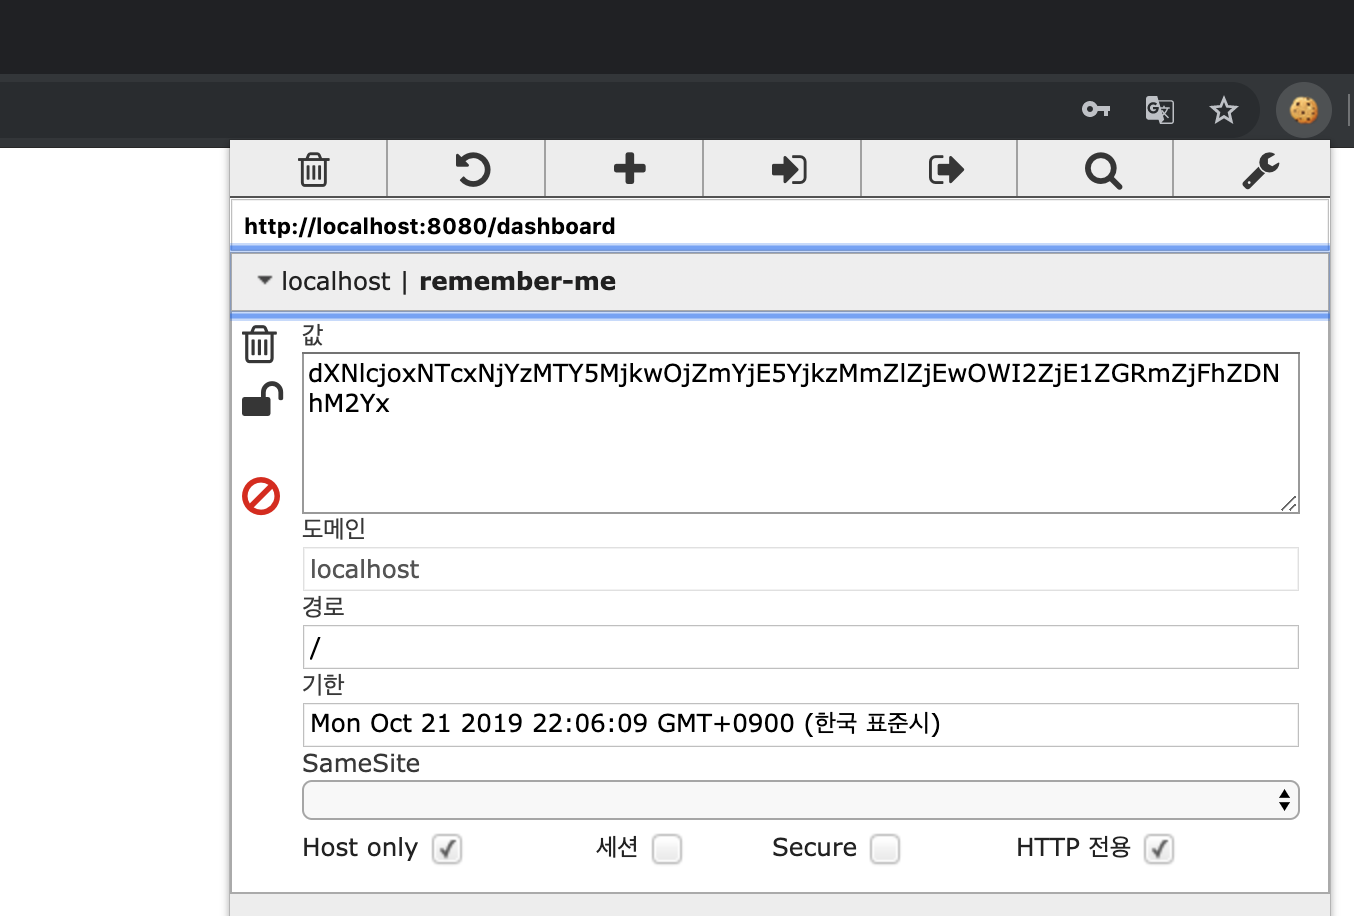 http://localhost:8080/dashboard
localhost | remember-me
값
dXNlcjoxNTcxNjYzMTY5MjkwOjZmYjE5YjkzMmZlZjEwOWI2ZjE1ZGRmZjFhZDN
hM2Yx
도메인
localhost
경로
/
기한
Mon Oct 21 2019 22:06:09 GMT+0900 (한국 표준시)
SameSite
Host only 세션 Secure HTTP 전용